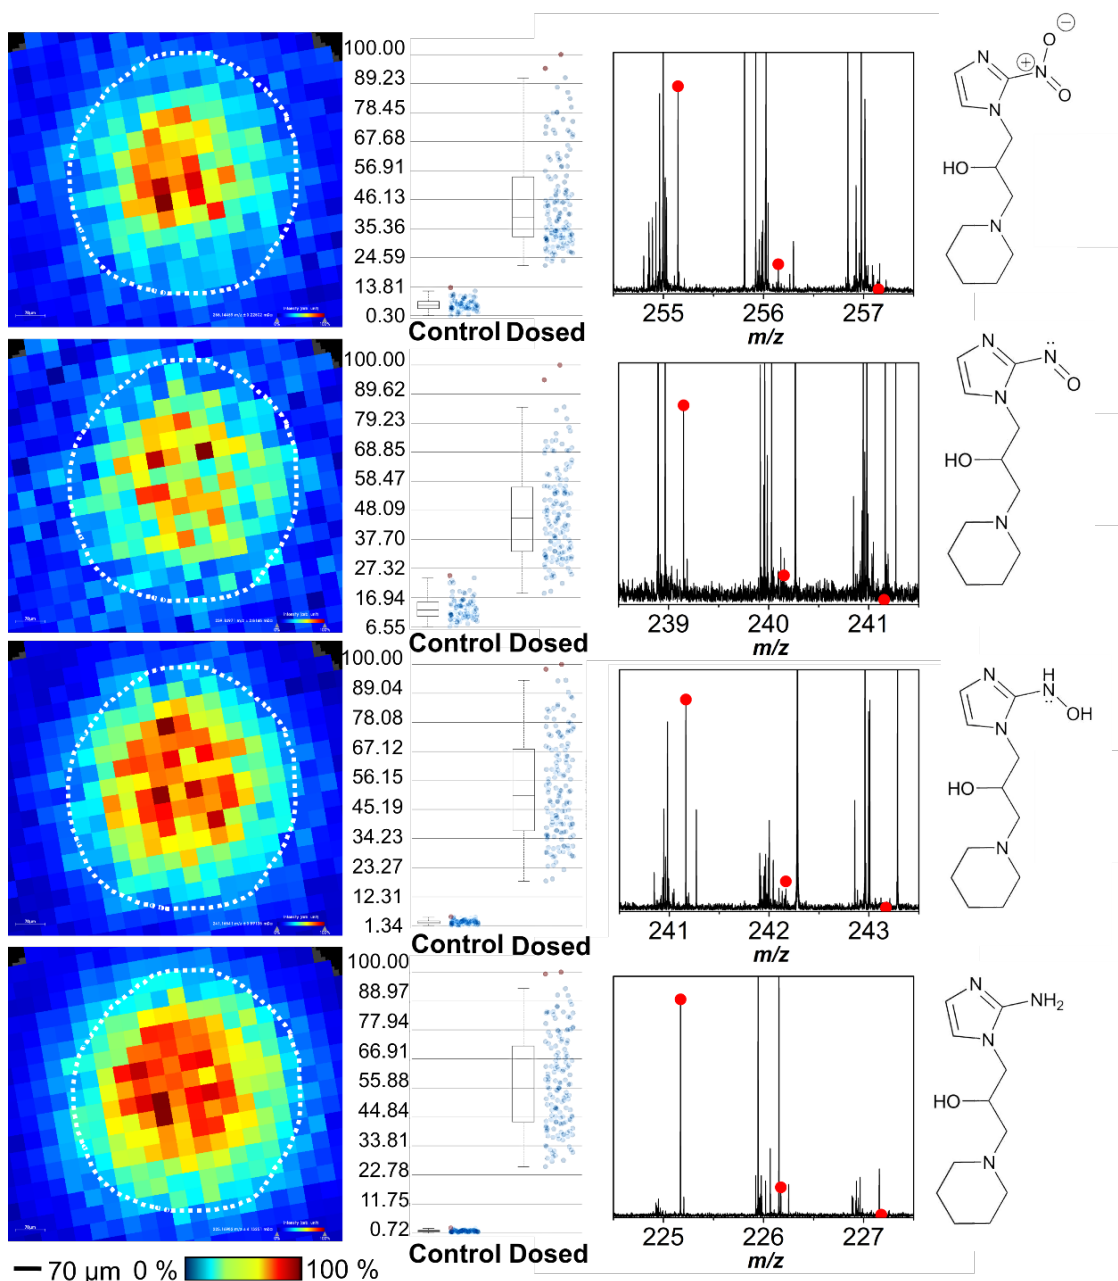 100.00
89.23
78.45
67.68
56.91
46.13
35.36
24.59
13.81
0.30
Control Dosed
255 256 257
m/z
N
N
N
⊕
O
⊖
O
HO
N
100.00
89.62
79.23
68.85
58.47
48.09
37.70
27.32
16.94
6.55
Control Dosed
239 240 241
m/z
N
N
N
O
HO
N
100.00
89.04
78.08
67.12
56.15
45.19
34.23
23.27
12.31
1.34
Control Dosed
241 242 243
m/z
N
N
H
N
OH
HO
N
100.00
88.97
77.94
66.91
55.88
44.84
33.81
22.78
11.75
0.72
Control Dosed
225 226 227
m/z
N
N
NH₂
HO
N
70 µm 0 % 100 %